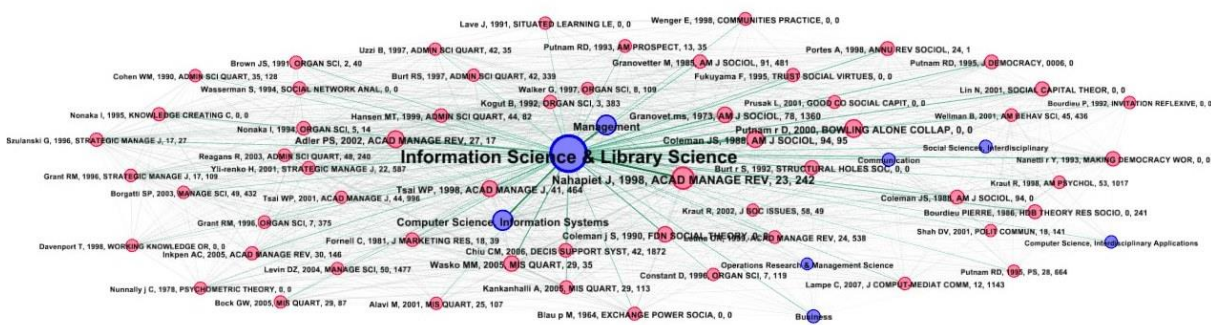 Lave J, 1991, SITUATED LEARNING LE, 0, 0
Wenger E, 1998, COMMUNITIES PRACTICE, 0, 0
Uzzi B, 1997, ADMIN SCI QUART, 42, 35
Putnam RD, 1993, AM PROSPECT, 13, 35
Portes A, 1998, ANNU REV SOCIOL, 24, 1
Brown JS, 1991, ORGAN SCI, 2, 40
Granovetter M, 1985, AM J SOCIOL, 91, 481
Putnam RD, 1995, J DEMOCRACY, 0006, 0
Cohen WM, 1990, ADMIN SCI QUART, 35, 128
Burt RS, 1997, ADMIN SCI QUART, 42, 339
Fukuyama F, 1995, TRUST SOCIAL VIRTUES, 0, 0
Wasserman S, 1994, SOCIAL NETWORK ANAL, 0, 0
Walker G, 1997, ORGAN SCI, 8, 109
Lin N, 2001, SOCIAL CAPITAL THEOR, 0, 0
Kogut B, 1992, ORGAN SCI, 3, 383
Prusak L, 2001, GOOD CO SOCIAL CAPIT, 0, 0
Bourdieu P, 1992, INVITATION REFLEXIVE, 0, 0
Nonaka I, 1995, KNOWLEDGE CREATING C, 0, 0
Hansen MT, 1999, ADMIN SCI QUART, 44, 82
Granovet.ms, 1973, AM J SOCIOL, 78, 1360
Wellman B, 2001, AM BEHAV SCI, 45, 436
Nonaka I, 1994, ORGAN SCI, 5, 14
Management
Putnam r D, 2000, BOWLING ALONE COLLAP, 0, 0
Szulanski G, 1996, STRATEGIC MANAGE J, 17, 27
Adler PS, 2002, ACAD MANAGE REV, 27, 17
Coleman JS, 1988, AM J SOCIOL, 94, 95
Social Sciences, Interdisciplinary
Reagans R, 2003, ADMIN SCI QUART, 48, 240
Information Science & Library Science
Communication
Nanetti r Y, 1993, MAKING DEMOCRACY WOR, 0, 0
Yli-renko H, 2001, STRATEGIC MANAGE J, 22, 587
Burt r S, 1992, STRUCTURAL HOLES SOC, 0, 0
Grant RM, 1996, STRATEGIC MANAGE J, 17, 109
Nahapiet J, 1998, ACAD MANAGE REV, 23, 242
Kraut R, 1998, AM PSYCHOL, 53, 1017
Borgatti SP, 2003, MANAGE SCI, 49, 432
Tsai WP, 2001, ACAD MANAGE J, 44, 996
Tsai WP, 1998, ACAD MANAGE J, 41, 464
Coleman JS, 1988, AM J SOCIOL, 94, 0
Kraut R, 2002, J SOC ISSUES, 58, 49
Bourdieu PIERRE, 1986, HDB THEORY RES SOCIO, 0, 241
Grant RM, 1996, ORGAN SCI, 7, 375
Computer Science, Information Systems
Shah DV, 2001, POLIT COMMUN, 18, 141
Davenport T, 1998, WORKING KNOWLEDGE OR, 0, 0
Fornell C, 1981, J MARKETING RES, 18, 39
Coleman j S, 1990, FDN SOCIAL THEORY, 0, 0
ACAD MANAGE REV, 24, 538
Computer Science, Interdisciplinary Applications
Inkpen AC, 2005, ACAD MANAGE REV, 30, 146
Chiu CM, 2006, DECIS SUPPORT SYST, 42, 1872
Levin DZ, 2004, MANAGE SCI, 50, 1477
Wasko MM, 2005, MIS QUART, 29, 35
Operations Research & Management Science
Putnam RD, 1995, PS, 28, 664
Nunnally j C, 1978, PSYCHOMETRIC THEORY, 0, 0
Constant D, 1996, ORGAN SCI, 7, 119
Lampe C, 2007, J COMPUT-MEDIAT COMM, 12, 1143
Kankanhalli A, 2005, MIS QUART, 29, 113
Bock GW, 2005, MIS QUART, 29, 87
Alavi M, 2001, MIS QUART, 25, 107
Blau p M, 1964, EXCHANGE POWER SOCIA, 0, 0
Business